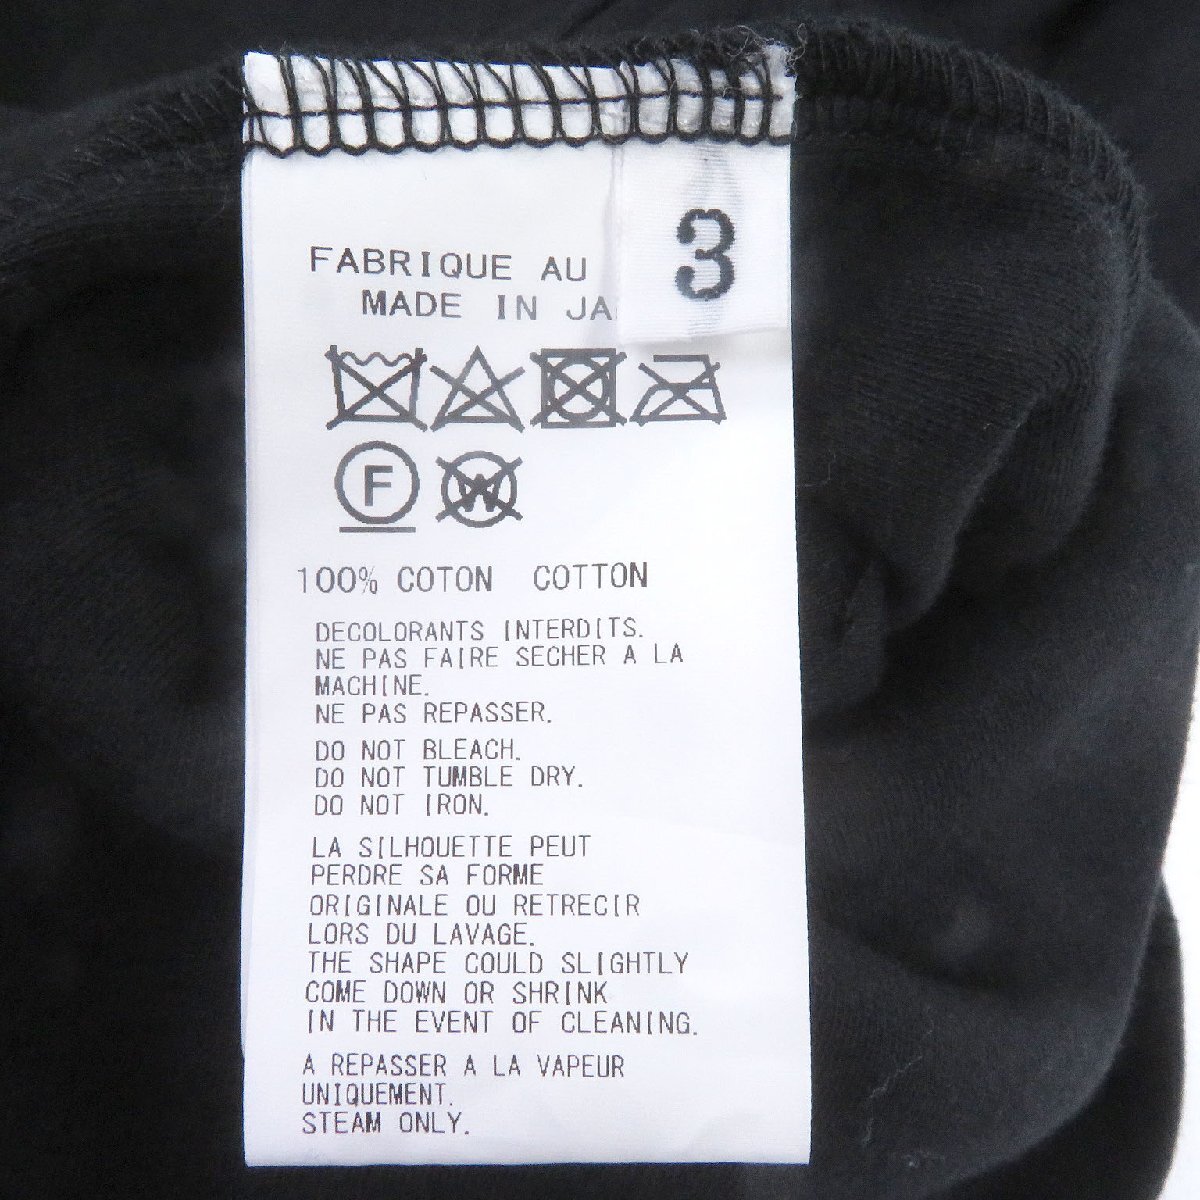 3
FABRIQUE AU
MADE IN JA
F
W
100% COTON COTTON
DECOLORANTS INTERDITS.
NE PAS FAIRE SECHER A LA
MACHINE.
NE PAS REPASSER.
DO NOT BLEACH.
DO NOT TUMBLE DRY.
DO NOT IRON.
LA SILHOUETTE PEUT
PERDRE SA FORME
ORIGINALE OU RETRECIR
LORS DU LAVAGE.
THE SHAPE COULD SLIGHTLY
COME DOWN OR SHRINK
IN THE EVENT OF CLEANING.
A REPASSER A LA VAPEUR
UNIQUEMENT.
STEAM ONLY.